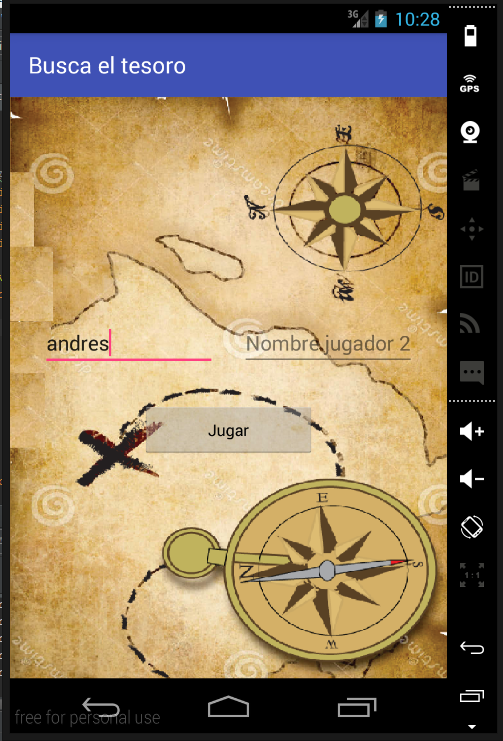 3G 10:28
Busca el tesoro
GPS
E
N
S
W
ID
andres
Nombre jugador 2
Jugar
E
N
S
W
1:1
free for personal use